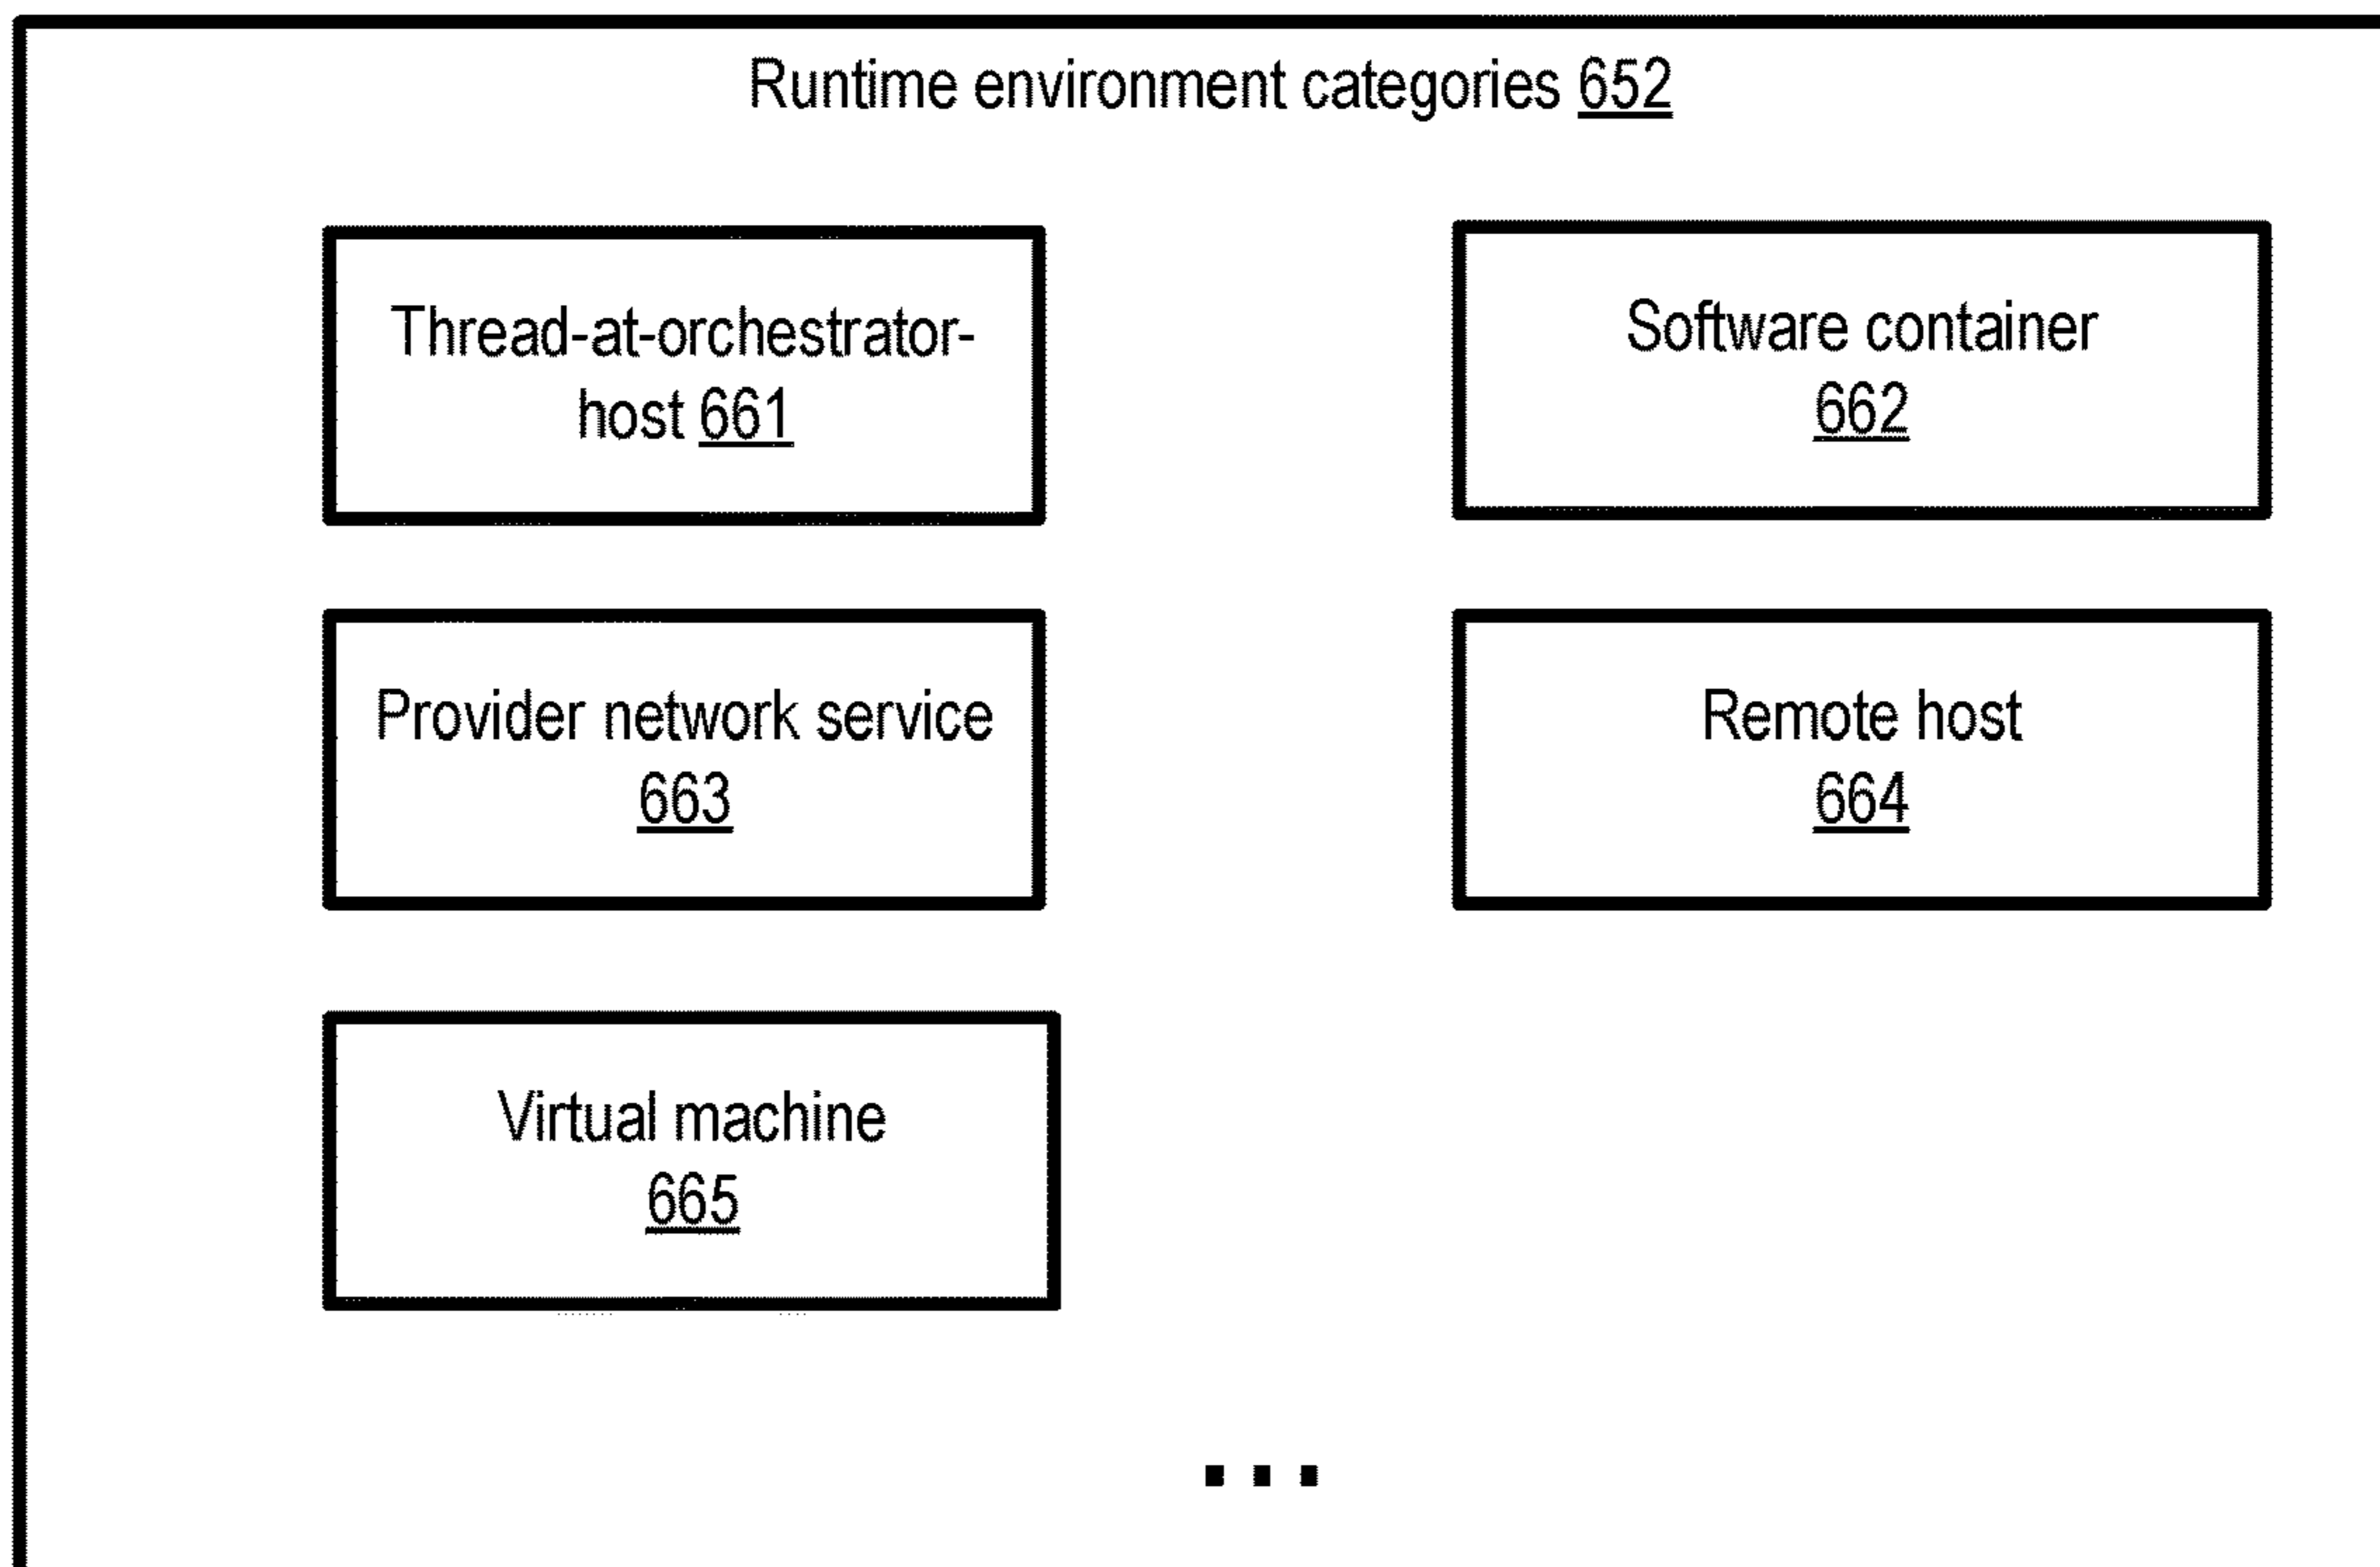 Runtime environment categories 652
Thread-at-orchestrator-
host 661
Software container
662
Provider network service
663
Remote host
664
Virtual machine
665
...